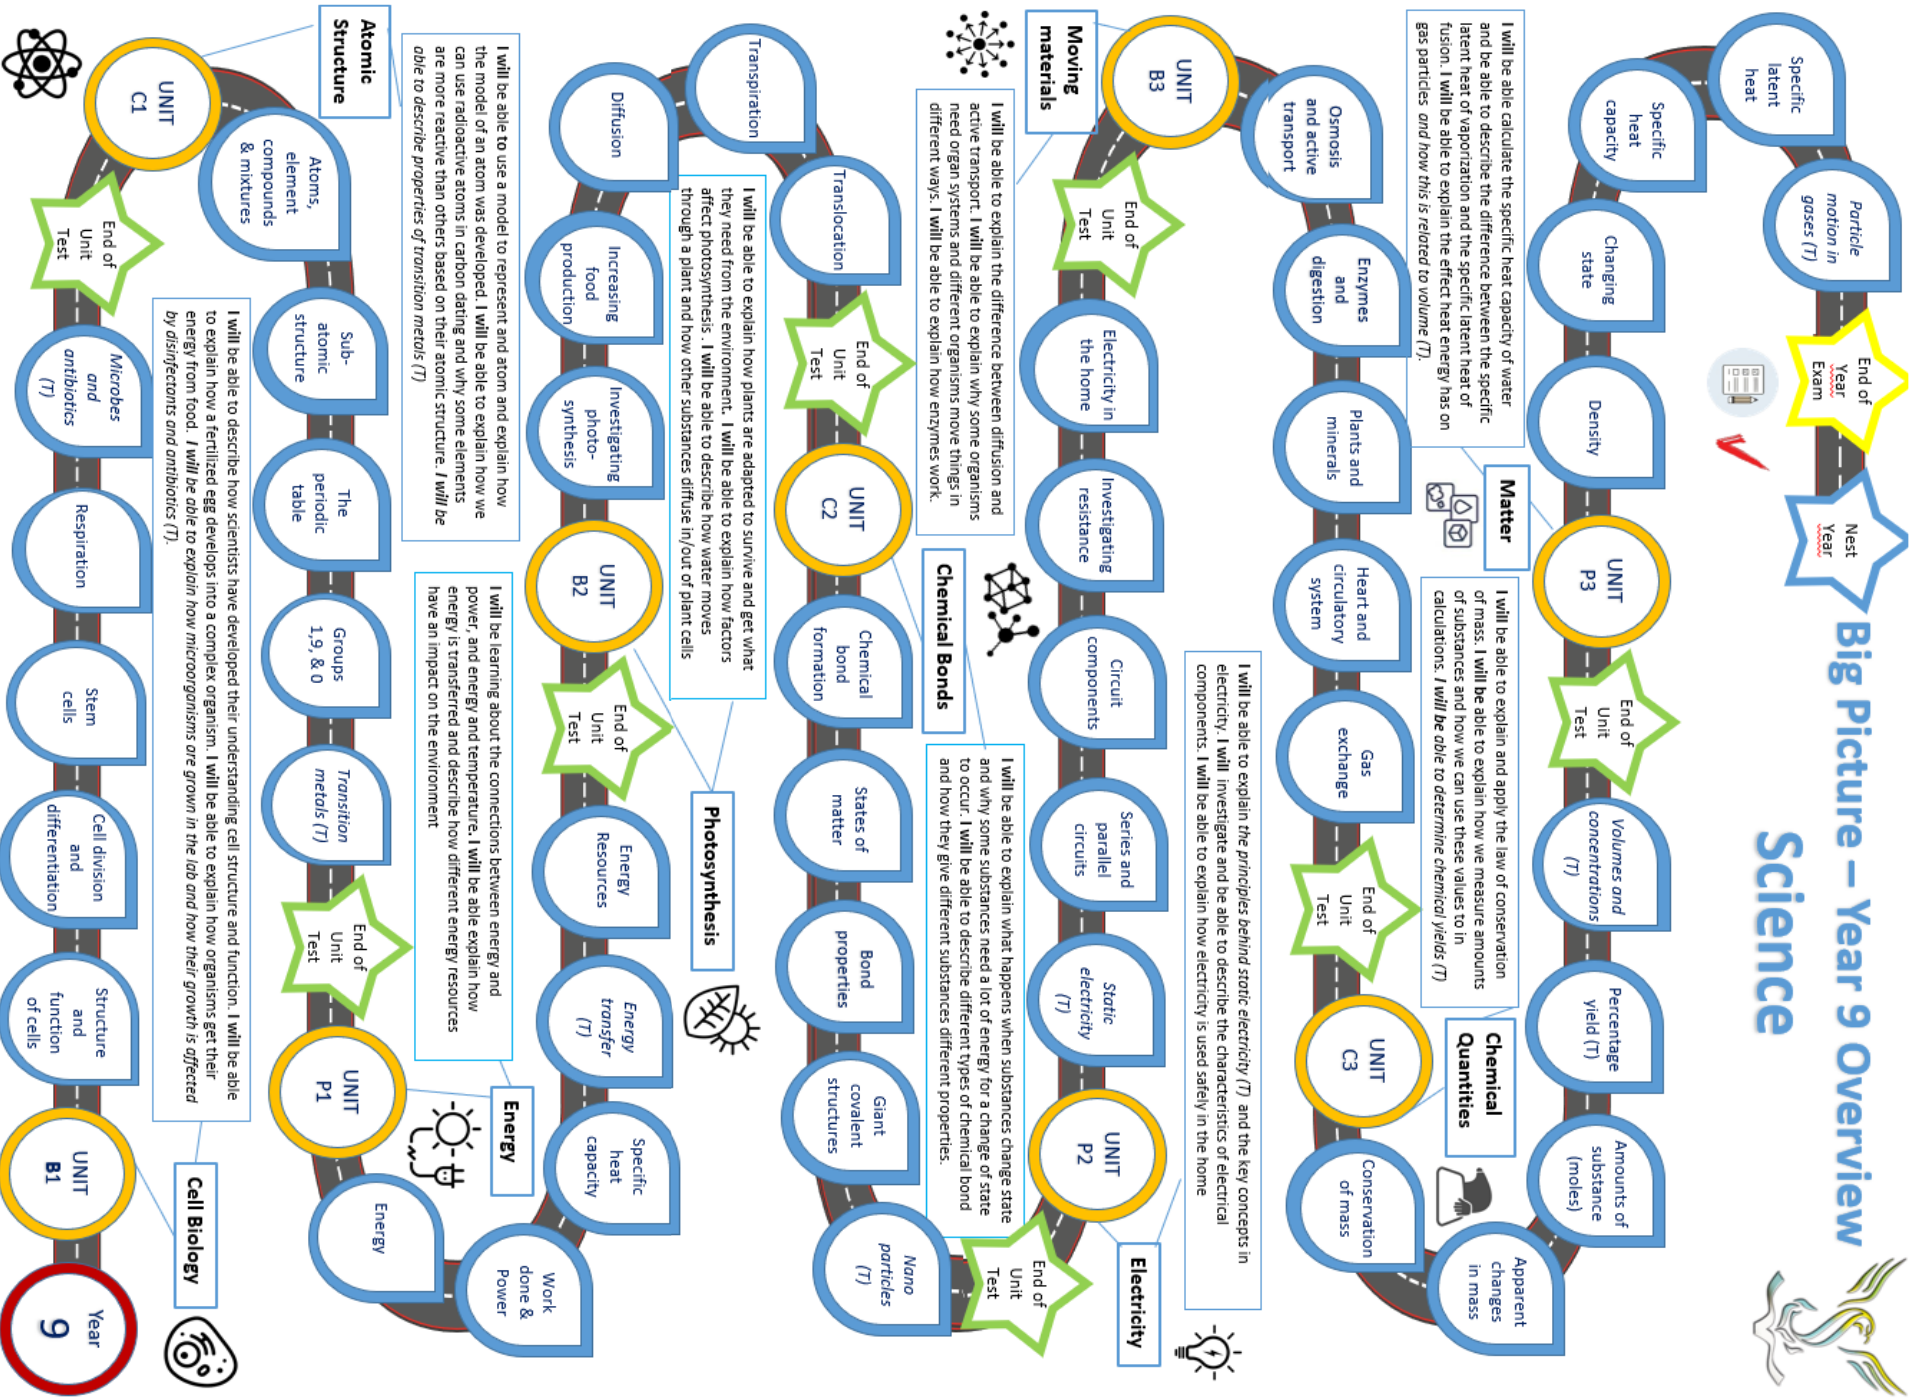 Big Picture – Year 9 Overview
Science
Specific
latent
heat
Particle
motion in
gases (T)
End of
Year
Exam
Nest
Year
Specific
heat
capacity
Changing
state
Density
UNIT
P3
End of
Unit
Test
Volumes and
concentrations
(T)
Percentage
yield (T)
Amounts of
substance
(moles)
Apparent
changes
in mass
I will be able calculate the specific heat capacity of water
and be able to describe the difference between the specific
latent heat of vaporization and the specific latent heat of
fusion. I will be able to explain the effect heat energy has on
gas particles and how this is related to volume (T).
Matter
I will be able to explain and apply the law of conservation
of mass. I will be able to explain how we measure amounts
of substances and how we can use these values to in
calculations. I will be able to determine chemical yields (T)
Chemical
Quantities
Osmosis
and active
transport
Enzymes
and
digestion
Plants and
minerals
Heart and
circulatory
system
Gas
exchange
End of
Unit
Test
UNIT
C3
Conservation
of mass
UNIT
B3
Moving
materials
I will be able to explain the principles behind static electricity (T) and the key concepts in
electricity. I will investigate and be able to describe the characteristics of electrical
components. I will be able to explain how electricity is used safely in the home
Electricity
End of
Unit
Test
Electricity in
the home
Investigating
resistance
Circuit
components
Series and
parallel
circuits
Static
electricity
(T)
UNIT
P2
I will be able to explain the difference between diffusion and
active transport. I will be able to explain why some organisms
need organ systems and different organisms move things in
different ways. I will be able to explain how enzymes work.
Chemical Bonds
I will be able to explain what happens when substances change state
and why some substances need a lot of energy for a change of state
to occur. I will be able to describe different types of chemical bond
and how they give different substances different properties.
End of
Unit
Test
Transpiration
Translocation
End of
Unit
Test
UNIT
C2
Chemical
bond
formation
States of
matter
Bond
properties
Giant
covalent
structures
Nano
particles
(T)
I will be able to explain how plants are adapted to survive and get what
they need from the environment. I will be able to explain how factors
affect photosynthesis . I will be able to describe how water moves
through a plant and how other substances diffuse in/out of plant cells
Photosynthesis
Diffusion
Increasing
food
production
Investigating
photo-
synthesis
UNIT
B2
End of
Unit
Test
Energy
Resources
Energy
transfer
(T)
Specific
heat
capacity
Work
done &
Power
I will be able to use a model to represent and atom and explain how
the model of an atom was developed. I will be able to explain how we
can use radioactive atoms in carbon dating and why some elements
are more reactive than others based on their atomic structure. I will be
able to describe properties of transition metals (T)
I will be learning about the connections between energy and
power, and energy and temperature. I will be able explain how
energy is transferred and describe how different energy resources
have an impact on the environment
Energy
Atomic
Structure
Atoms,
element
compounds
& mixtures
Sub-
atomic
structure
The
periodic
table
Groups
1,9, & 0
Transition
metals (T)
End of
Unit
Test
UNIT
P1
Energy
UNIT
C1
I will be able to describe how scientists have developed their understanding cell structure and function. I will be able
to explain how a fertilized egg develops into a complex organism. I will be able to explain how organisms get their
energy from food. I will be able to explain how microorganisms are grown in the lab and how their growth is affected
by disinfectants and antibiotics (T).
Cell Biology
End of
Unit
Test
Microbes
and
antibiotics
(T)
Respiration
Stem
cells
Cell division
and
differentiation
Structure
and
function
of cells
UNIT
B1
Year
9